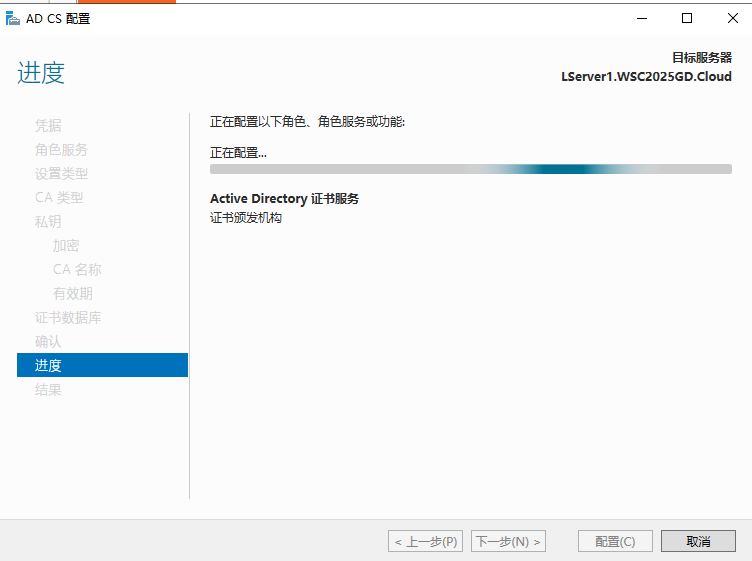 AD CS 配置
进度
目标服务器
LServer1.WSC2025GD.Cloud
凭据
角色服务
设置类型
CA 类型
私钥
加密
CA 名称
有效期
证书数据库
确认
进度
结果
正在配置以下角色、角色服务或功能:
正在配置...
Active Directory 证书服务
证书颁发机构
< 上一步(P)
下一步(N) >
配置(C)
取消